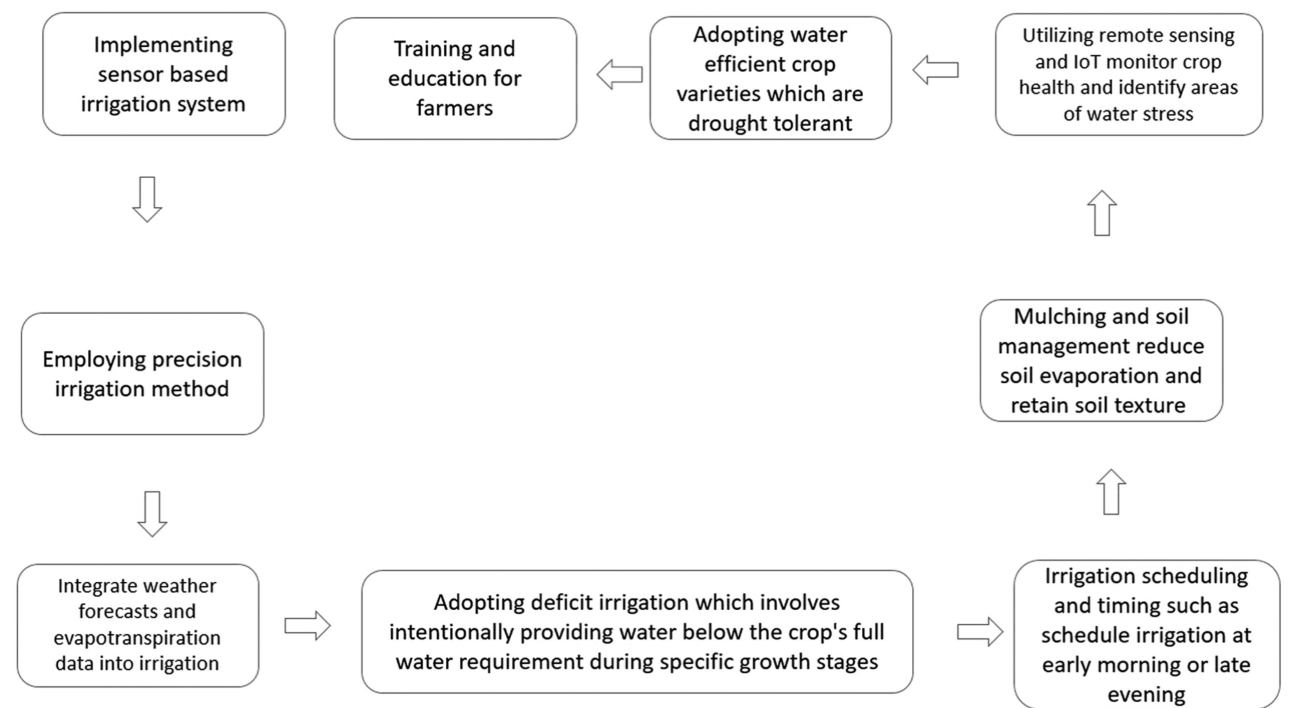 Implementing
sensor based
irrigation system
Training and
education for
farmers
Adopting water
efficient crop
varieties which are
drought tolerant
Utilizing remote sensing
and IoT monitor crop
health and identify areas
of water stress
Employing precision
irrigation method
Mulching and soil
management reduce
soil evaporation and
retain soil texture
Integrate weather
forecasts and
evapotranspiration
data into irrigation
Adopting deficit irrigation which involves
intentionally providing water below the crop's full
water requirement during specific growth stages
Irrigation scheduling
and timing such as
schedule irrigation at
early morning or late
evening